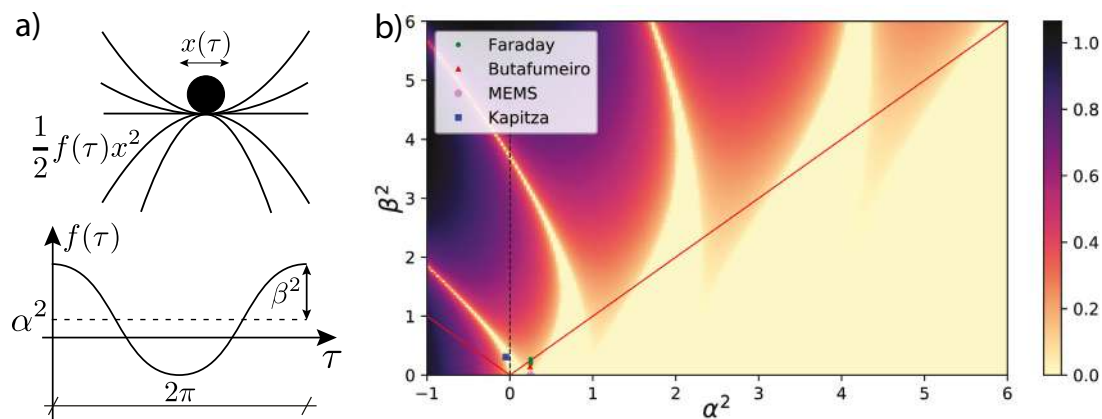 a)
x(τ)
1/2 f(τ)x²
f(τ)
β²
α²
τ
2π
b)
Faraday
Butafumeiro
MEMS
Kapitza
β²
6
5
4
3
2
1
0
−1 0 1 2 3 4 5 6
α²
1.0
0.8
0.6
0.4
0.2
0.0